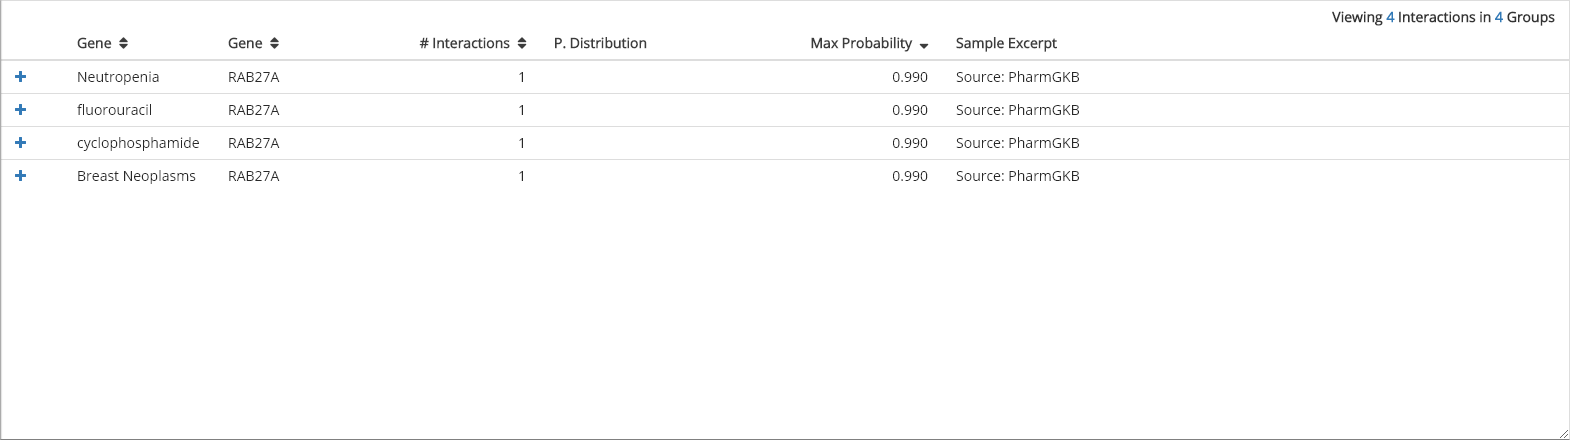 Viewing 4 Interactions in 4 Groups
Gene Gene # Interactions P. Distribution Max Probability Sample Excerpt
Neutropenia RAB27A 1 0.990 Source: PharmGKB
fluorouracil RAB27A 1 0.990 Source: PharmGKB
cyclophosphamide RAB27A 1 0.990 Source: PharmGKB
Breast Neoplasms RAB27A 1 0.990 Source: PharmGKB